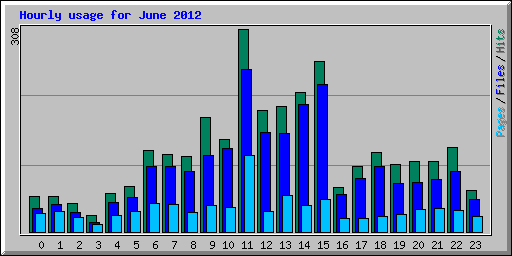 Hourly usage for June 2012
308
Pages / Files / Hits
0 1 2 3 4 5 6 7 8 9 10 11 12 13 14 15 16 17 18 19 20 21 22 23